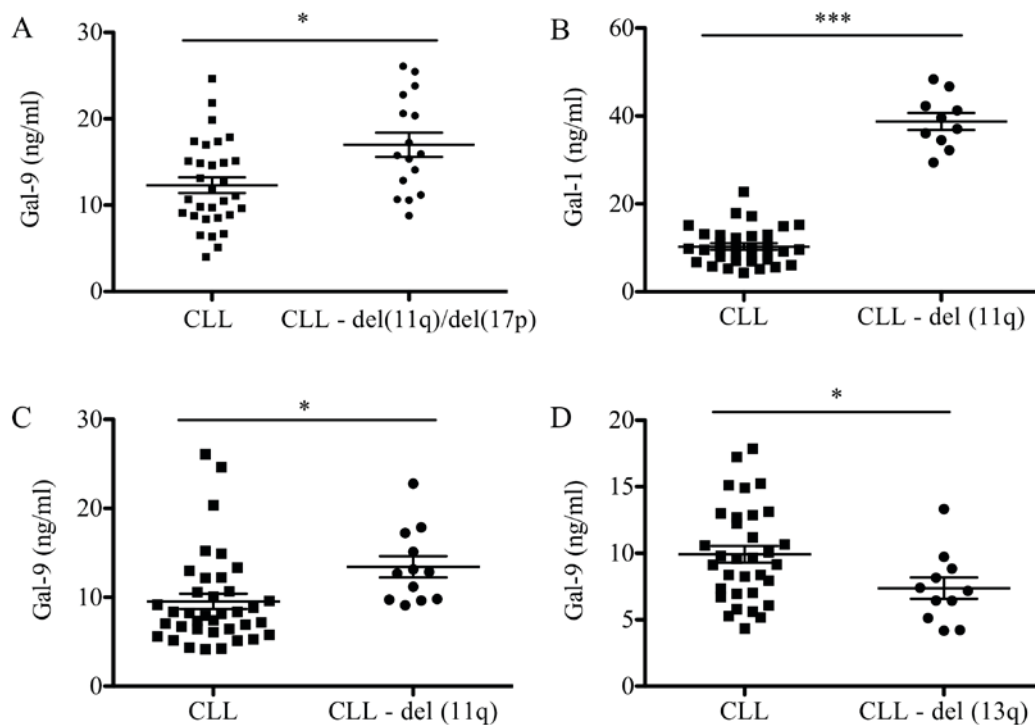 A
*
30
20
10
0
Gal-9 (ng/ml)
CLL
CLL - del(11q)/del(17p)
B
***
60
40
20
0
Gal-1 (ng/ml)
CLL
CLL - del (11q)
C
*
30
20
10
0
Gal-9 (ng/ml)
CLL
CLL - del (11q)
D
*
20
15
10
5
0
Gal-9 (ng/ml)
CLL
CLL - del (13q)